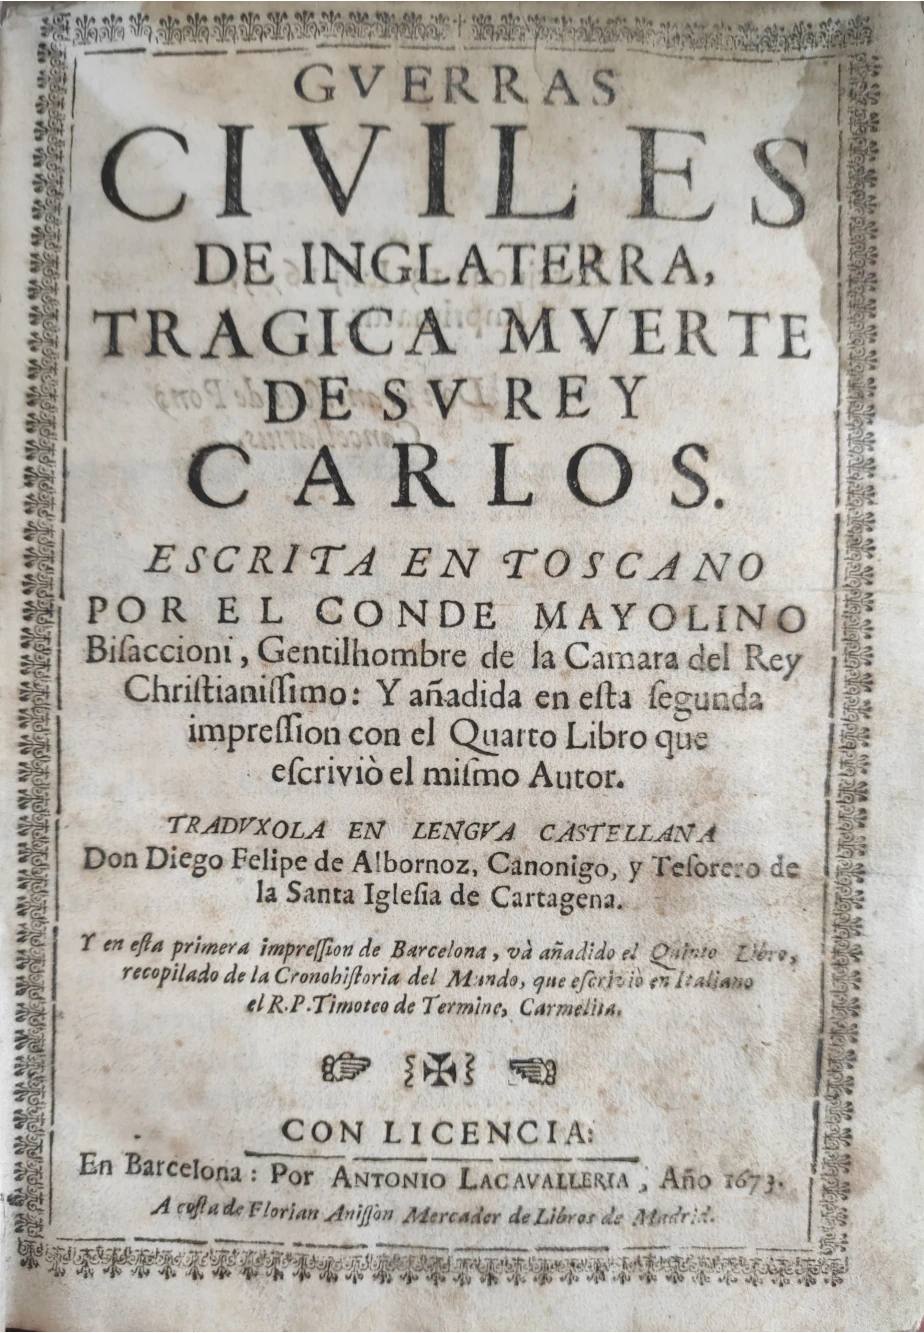 GVERRAS
CIVILES
DE INGLATERRA,
TRAGICA MVERTE
DE SV REY
CARLOS.
ESCRITA EN TOSCANO
POR EL CONDE MAYOLINO
Biſaccioni, Gentilhombre de la Camara del Rey
Chriſtianiſſimo: Y añadida en eſta ſegunda
impreſſion con el Quarto Libro que
eſcriviò el miſmo Autor.
TRADVXOLA EN LENGVA CASTELLANA
Don Diego Felipe de Albornoz, Canonigo, y Teſorero de
la Santa Igleſia de Cartagena.
Y en eſta primera impreſſion de Barcelona, và añadido el Quinto Libro,
recopilado de la Cronohiſtoria del Mundo, que eſcriviò en Italiano
el R.P.Timoteo de Termine, Carmelita.
CON LICENCIA:
En Barcelona: Por ANTONIO LACAVALLERIA, Año 1673.
A coſta de Florian Aniſſon Mercader de Libros de Madrid.